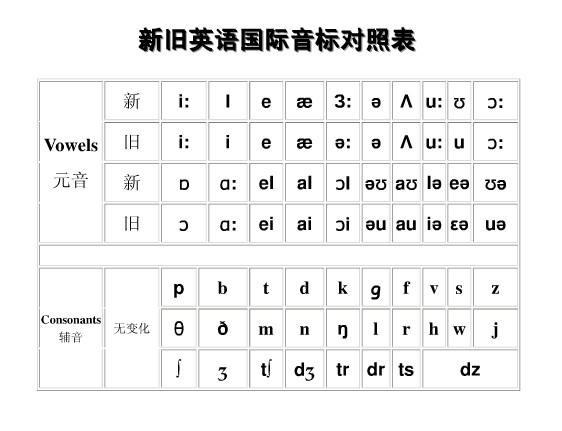 新旧英语国际音标对照表
Vowels
元音
新 i: I e æ 3: ə Λ u: ʊ ɔ:
旧 i: i e æ ə: ə Λ u: u ɔ:
新 ɒ ɑ: eI aI ɔI əʊ aʊ Iə eə ʊə
旧 ɔ ɑ: ei ai ɔi əu au iə εə uə
Consonants
辅音
无变化
p b t d k g f v s z
θ ð m n ŋ l r h w j
ʃ ʒ tʃ dʒ tr dr ts dz